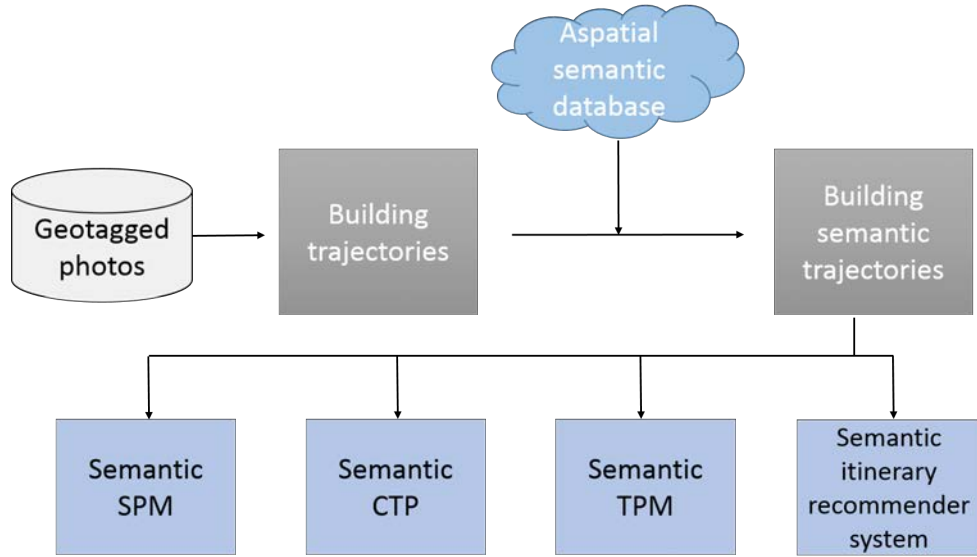 Aspatial
semantic
database
Geotagged
photos
Building
trajectories
Building
semantic
trajectories
Semantic
SPM
Semantic
CTP
Semantic
TPM
Semantic
itinerary
recommender
system